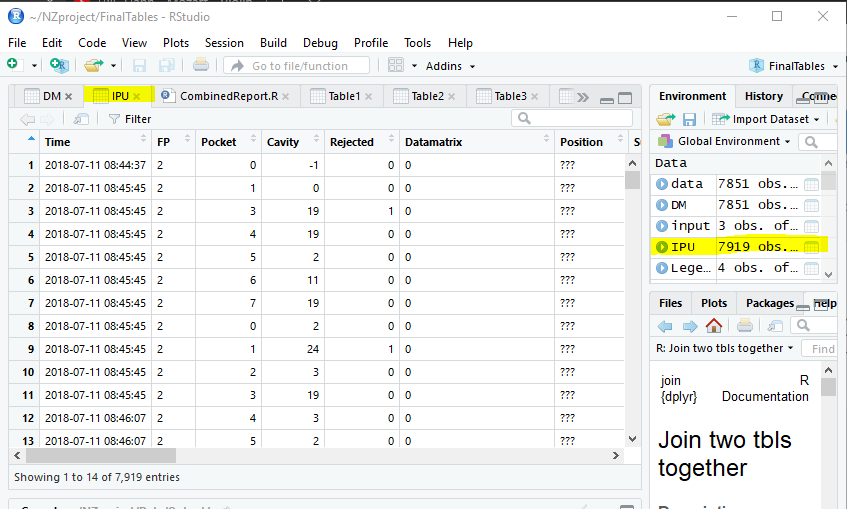 ~/NZproject/FinalTables - RStudio
File Edit Code View Plots Session Build Debug Profile Tools Help
Go to file/function Addins FinalTables
DM IPU CombinedReport.R Table1 Table2 Table3
Filter
Time FP Pocket Cavity Rejected Datamatrix Position
1 2018-07-11 08:44:37 2 0 -1 0 0 ???
2 2018-07-11 08:45:45 2 1 0 0 0 ???
3 2018-07-11 08:45:45 2 3 19 1 0 ???
4 2018-07-11 08:45:45 2 4 19 0 0 ???
5 2018-07-11 08:45:45 2 5 2 0 0 ???
6 2018-07-11 08:45:45 2 6 11 0 0 ???
7 2018-07-11 08:45:45 2 7 19 0 0 ???
8 2018-07-11 08:45:45 2 0 2 0 0 ???
9 2018-07-11 08:45:45 2 1 24 1 0 ???
10 2018-07-11 08:45:45 2 2 3 0 0 ???
11 2018-07-11 08:45:45 2 3 19 0 0 ???
12 2018-07-11 08:46:07 2 4 3 0 0 ???
13 2018-07-11 08:46:07 2 5 2 0 0 ???
Showing 1 to 14 of 7,919 entries
Environment History
Import Dataset
Global Environment
Data
data 7851 obs.…
DM 7851 obs.…
input 3 obs. of…
IPU 7919 obs.…
Lege… 4 obs. of…
Files Plots Packages Help
R: Join two tbls together Find
join R
{dplyr} Documentation
Join two tbls
together